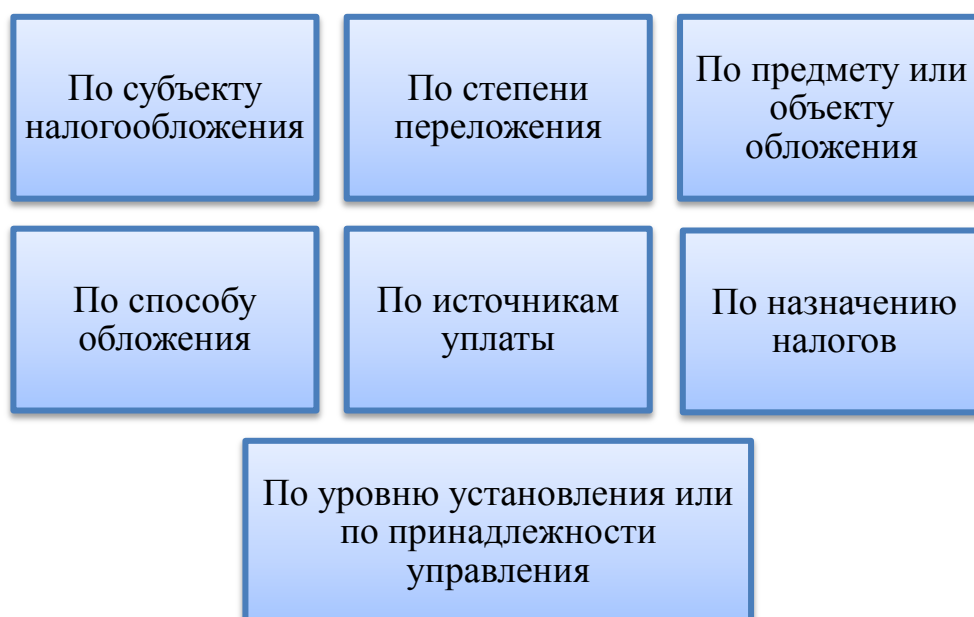 По субъекту
налогообложения
По степени
переложения
По предмету или
объекту
обложения
По способу
обложения
По источникам
уплаты
По назначению
налогов
По уровню установления или
по принадлежности
управления